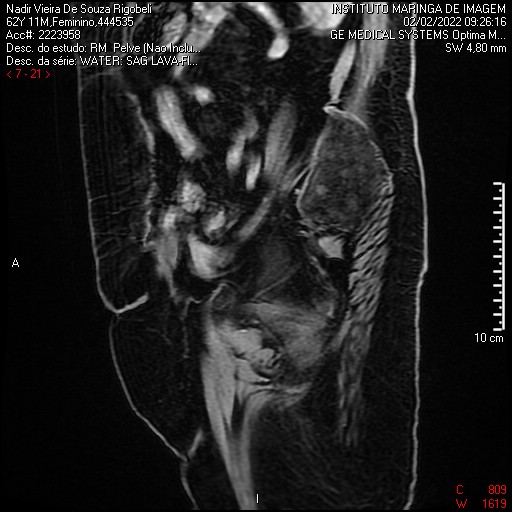 Nadir Vieira De Souza Rigobeli
62Y 11M,Feminino,444535
Acc#: 2223958
Desc. do estudo: RM Pelve (Nao Inclu...
Desc. da série: WATER: SAG LAVA-Fl...
< 7 - 21 >
INSTITUTO MARINGA DE IMAGEM
02/02/2022 09:26:16
GE MEDICAL SYSTEMS Optima M...
SW 4,80 mm
A
10 cm
I
C 809
W 1619